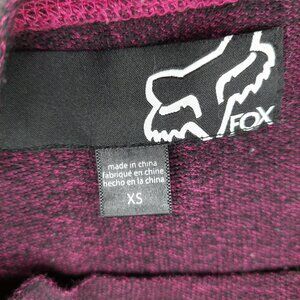 FOX
made in china
fabriqué en chine
hecho en la china
XS